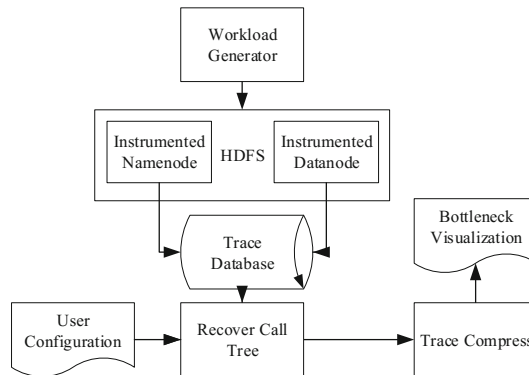 Workload
Generator
Instrumented
Namenode
HDFS
Instrumented
Datanode
Trace
Database
Bottleneck
Visualization
User
Configuration
Recover Call
Tree
Trace Compress